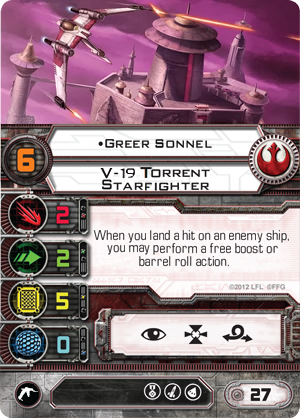 •Greer Sonnel
6
V-19 Torrent
Starfighter
2
When you land a hit on an enemy ship,
you may perform a free boost or
barrel roll action.
2
©2012 LFL ©FFG
5
0
27